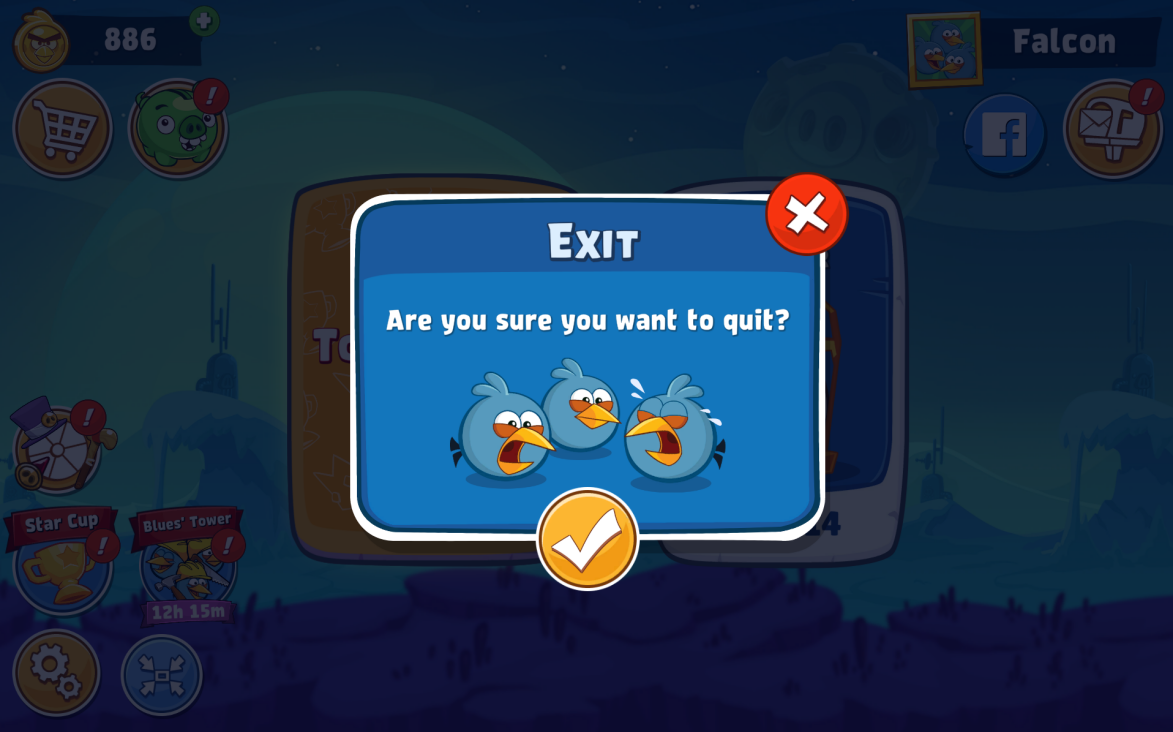 886
Falcon
EXIT
Are you sure you want to quit?
Star Cup
Blues' Tower
12h 15m